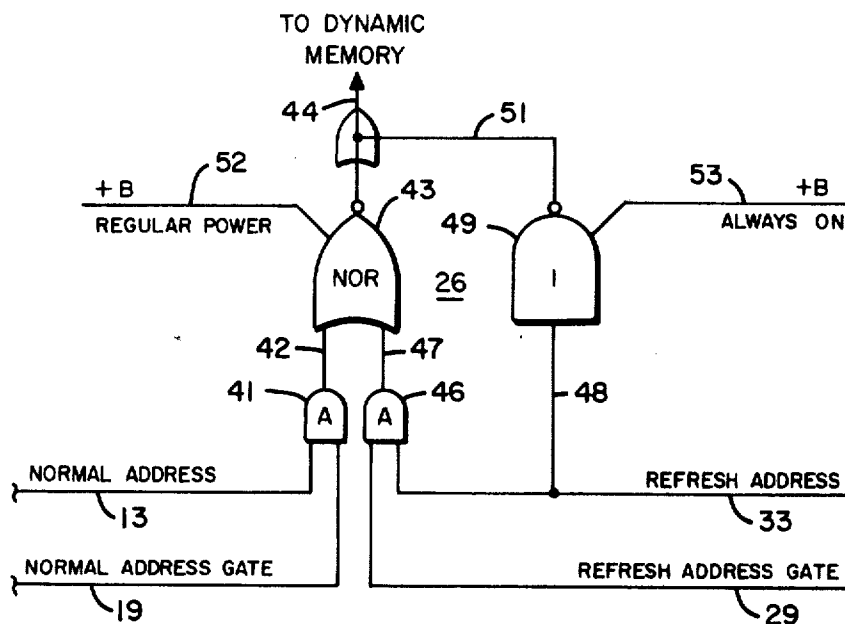 TO DYNAMIC
MEMORY
44
51
52
+B
REGULAR POWER
43
53
+B
ALWAYS ON
49
NOR
26
I
42
47
41
46
48
A
A
NORMAL ADDRESS
13
REFRESH ADDRESS
33
NORMAL ADDRESS GATE
19
REFRESH ADDRESS GATE
29